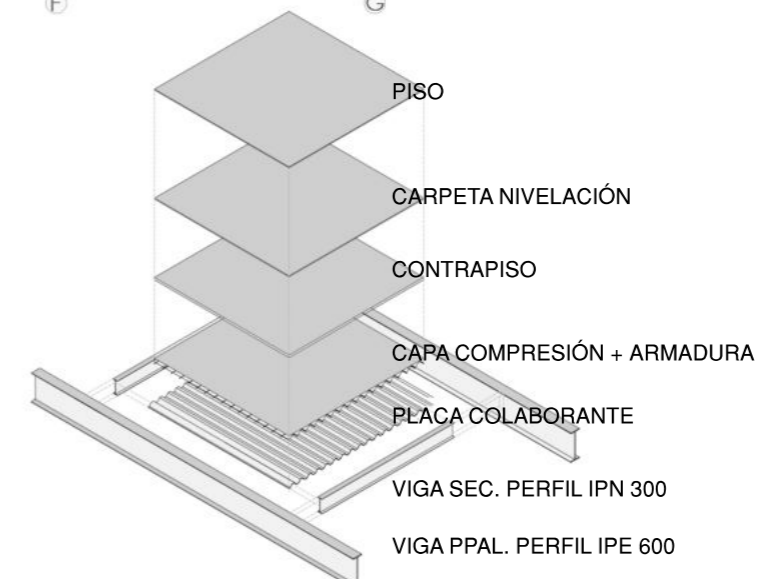 F G
PISO
CARPETA NIVELACIÓN
CONTRAPISO
CAPA COMPRESIÓN + ARMADURA
PLACA COLABORANTE
VIGA SEC. PERFIL IPN 300
VIGA PPAL. PERFIL IPE 600